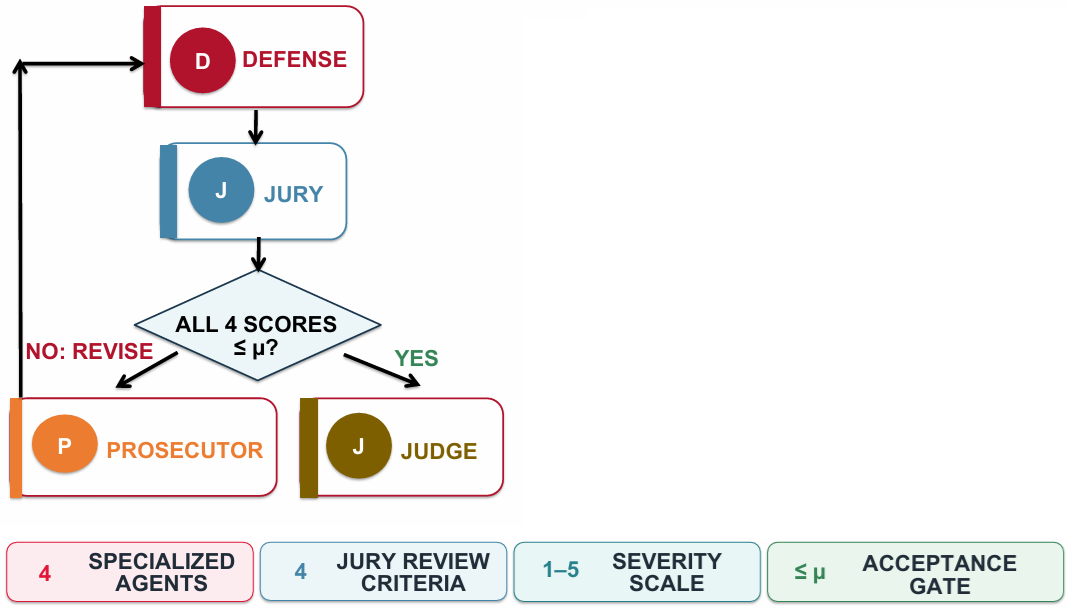 D DEFENSE
J JURY
ALL 4 SCORES
≤ μ?
NO: REVISE
YES
P PROSECUTOR
J JUDGE
4 SPECIALIZED
AGENTS
4 JURY REVIEW
CRITERIA
1–5 SEVERITY
SCALE
≤ μ ACCEPTANCE
GATE